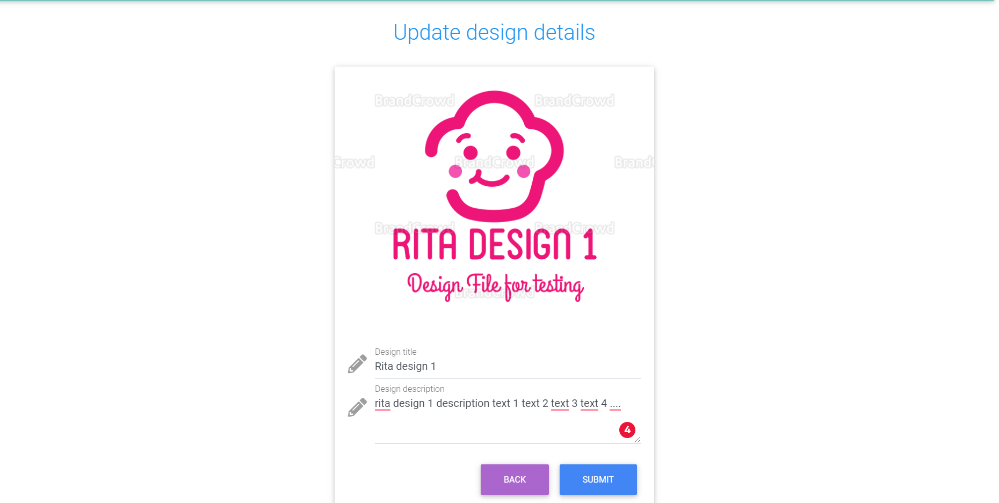 Update design details
BrandCrowd BrandCrowd
Crowd BrandCrowd BrandC
BrandCrowd BrandCrowd
RITA DESIGN 1
Design File for testing
BrandCrowd
Design title
Rita design 1
Design description
rita design 1 description text 1 text 2 text 3 text 4 ....
4
BACK SUBMIT